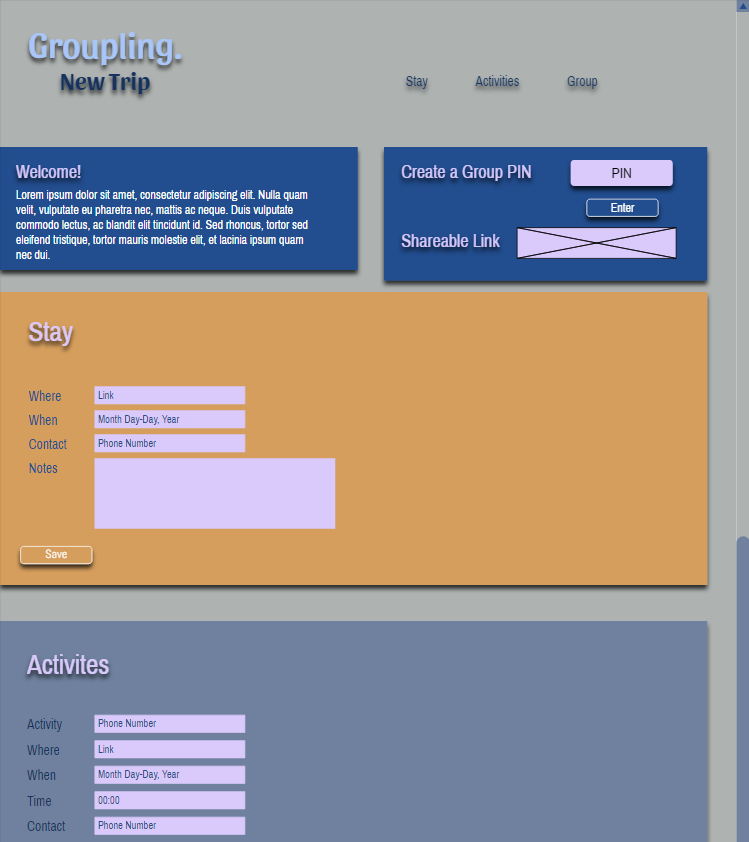 Groupling.
New Trip
Stay Activities Group
Welcome!
Lorem ipsum dolor sit amet, consectetur adipiscing elit. Nulla quam
velit, vulputate eu pharetra nec, mattis ac neque. Duis vulputate
commodo lectus, ac blandit elit tincidunt id. Sed rhoncus, tortor sed
eleifend tristique, tortor mauris molestie elit, et lacinia ipsum quam
nec dui.
Create a Group PIN PIN
Enter
Shareable Link
Stay
Where Link
When Month Day-Day, Year
Contact Phone Number
Notes
Save
Activites
Activity Phone Number
Where Link
When Month Day-Day, Year
Time 00:00
Contact Phone Number